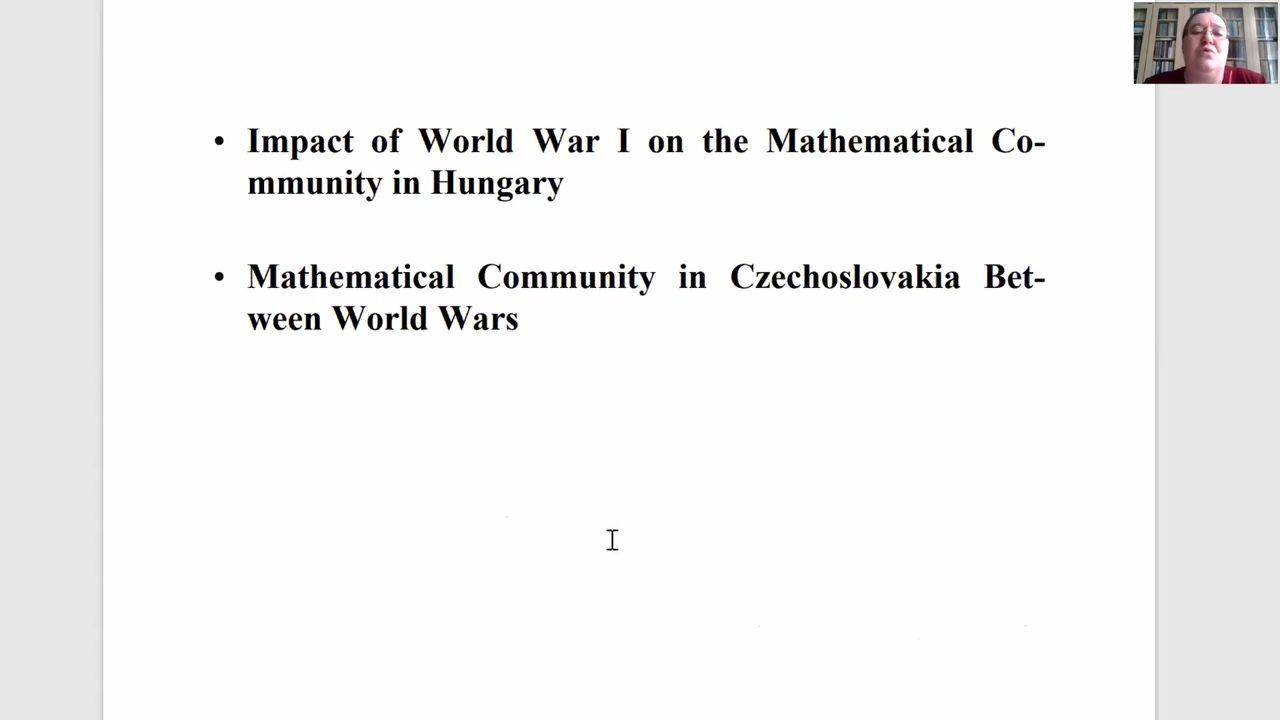 • Impact of World War I on the Mathematical Co-
mmunity in Hungary
• Mathematical Community in Czechoslovakia Bet-
ween World Wars